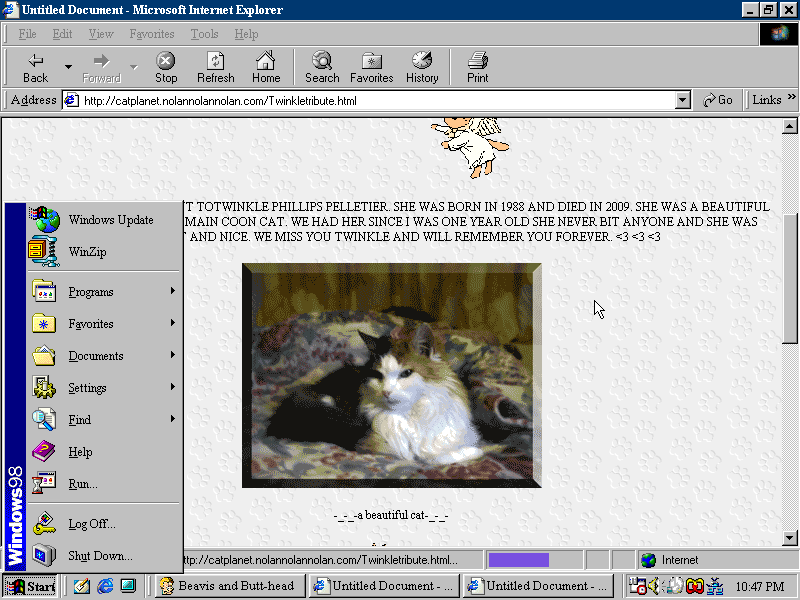 Untitled Document - Microsoft Internet Explorer
File Edit View Favorites Tools Help
Back Forward Stop Refresh Home Search Favorites History Print
Address http://catplanet.nolannolannolan.com/Twinkletribute.html Go Links »
T TOTWINKLE PHILLIPS PELLETIER. SHE WAS BORN IN 1988 AND DIED IN 2009. SHE WAS A BEAUTIFUL
MAIN COON CAT. WE HAD HER SINCE I WAS ONE YEAR OLD SHE NEVER BIT ANYONE AND SHE WAS
AND NICE. WE MISS YOU TWINKLE AND WILL REMEMBER YOU FOREVER. <3 <3 <3
-_-_-a beautiful cat-_-_-
Windows Update
WinZip
Programs
Favorites
Documents
Settings
Find
Help
Run...
Log Off...
Shut Down...
Windows98
ttp://catplanet.nolannolannolan.com/Twinkletribute.html... Internet
Start Beavis and Butt-head Untitled Document - ... Untitled Document - ... 10:47 PM